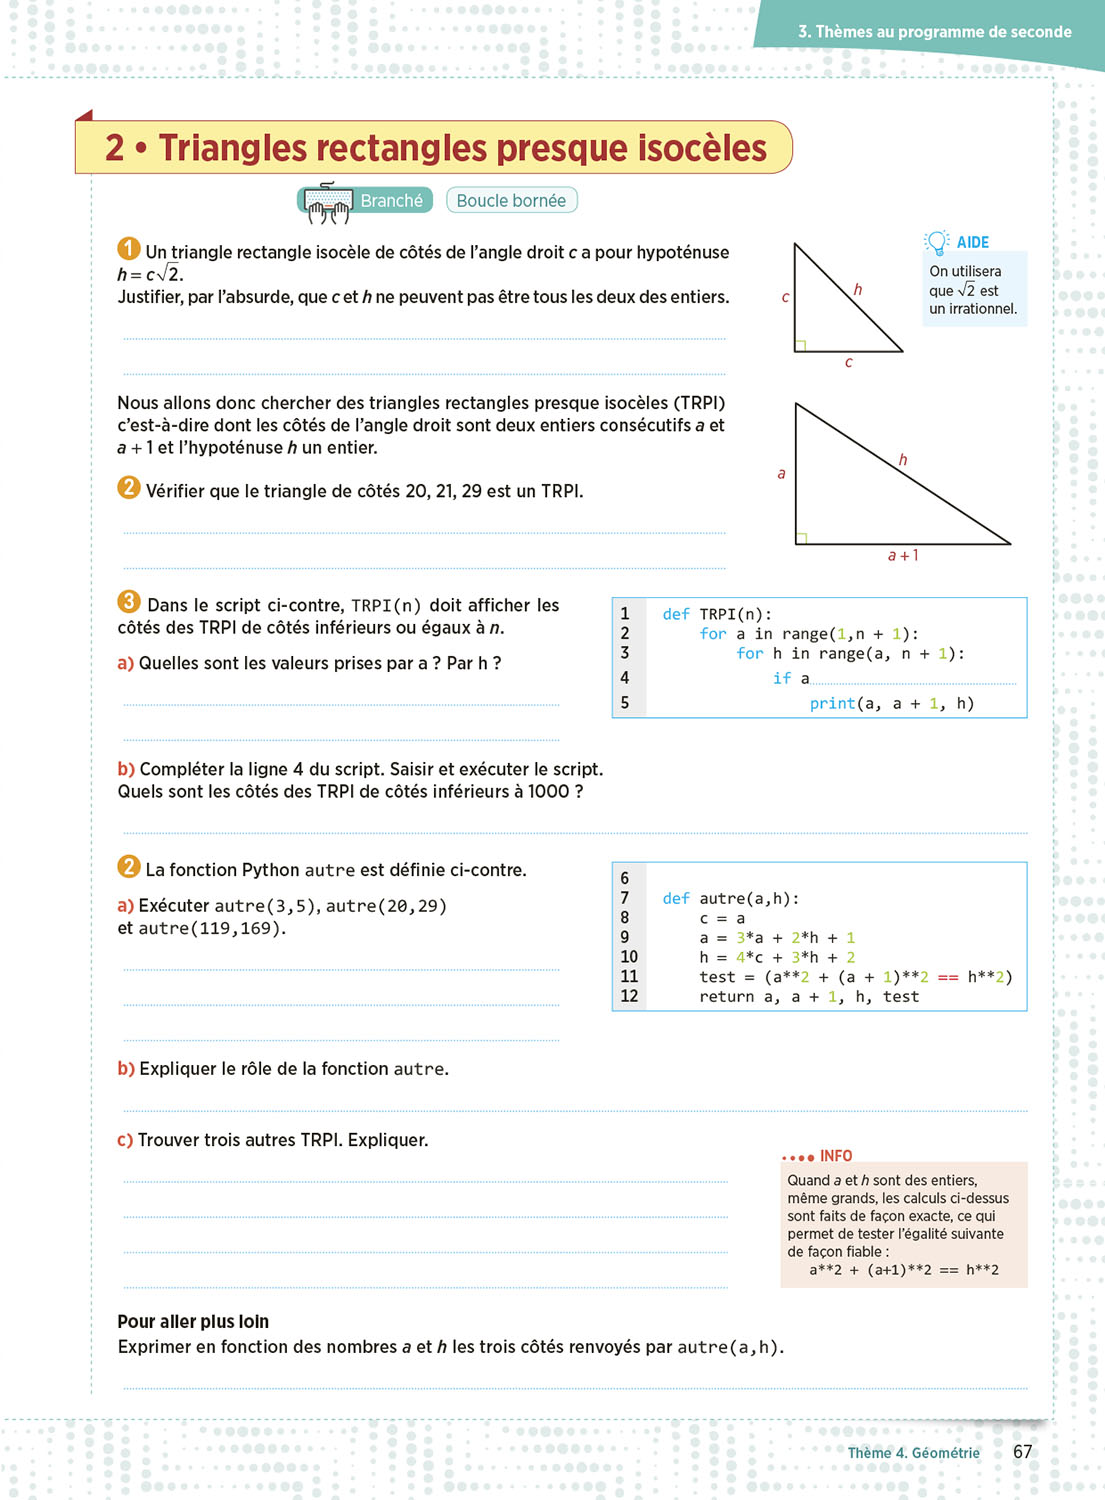 3. Thèmes au programme de seconde
2 • Triangles rectangles presque isocèles
Branché
Boucle bornée
1 Un triangle rectangle isocèle de côtés de l'angle droit c a pour hypoténuse
h = c√2.
Justifier, par l'absurde, que c et h ne peuvent pas être tous les deux des entiers.
c
h
c
AIDE
On utilisera
que √2 est
un irrationnel.
Nous allons donc chercher des triangles rectangles presque isocèles (TRPI)
c'est-à-dire dont les côtés de l'angle droit sont deux entiers consécutifs a et
a + 1 et l'hypoténuse h un entier.
a
h
a + 1
2 Vérifier que le triangle de côtés 20, 21, 29 est un TRPI.
3 Dans le script ci-contre, TRPI(n) doit afficher les
côtés des TRPI de côtés inférieurs ou égaux à n.
a) Quelles sont les valeurs prises par a ? Par h ?
1 def TRPI(n):
2 for a in range(1,n + 1):
3 for h in range(a, n + 1):
4 if a
5 print(a, a + 1, h)
b) Compléter la ligne 4 du script. Saisir et exécuter le script.
Quels sont les côtés des TRPI de côtés inférieurs à 1000 ?
2 La fonction Python autre est définie ci-contre.
a) Exécuter autre(3,5), autre(20,29)
et autre(119,169).
6
7 def autre(a,h):
8 c = a
9 a = 3*a + 2*h + 1
10 h = 4*c + 3*h + 2
11 test = (a**2 + (a + 1)**2 == h**2)
12 return a, a + 1, h, test
b) Expliquer le rôle de la fonction autre.
c) Trouver trois autres TRPI. Expliquer.
INFO
Quand a et h sont des entiers,
même grands, les calculs ci-dessus
sont faits de façon exacte, ce qui
permet de tester l'égalité suivante
de façon fiable :
a**2 + (a+1)**2 == h**2
Pour aller plus loin
Exprimer en fonction des nombres a et h les trois côtés renvoyés par autre(a,h).
Thème 4. Géométrie 67